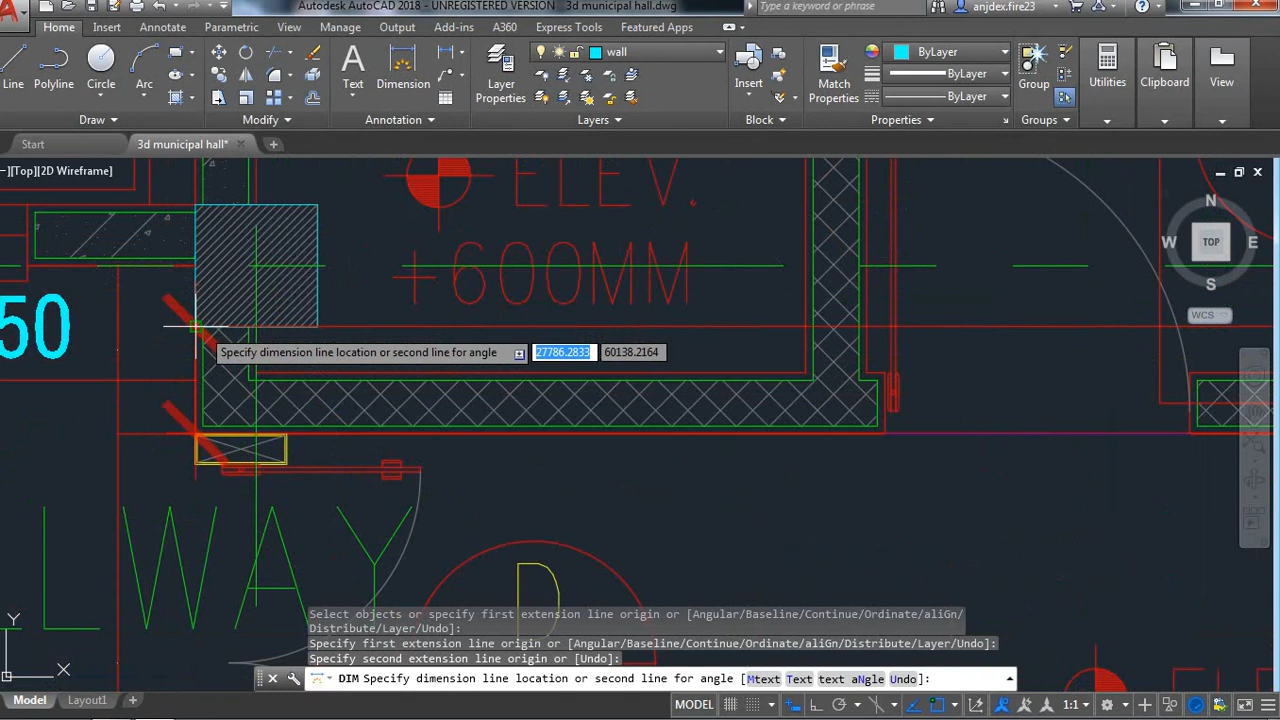 Autodesk AutoCAD 2018 - UNREGISTERED VERSION 3d municipal hall.dwg
Type a keyword or phrase
anjdex.fire23
Home Insert Annotate Parametric View Manage Output Add-ins A360 Express Tools Featured Apps
Line Polyline Circle Arc
Text Dimension
Layer Properties
wall
Insert
Match Properties
ByLayer
ByLayer
ByLayer
Group
Utilities
Clipboard
View
Draw Modify Annotation Layers Block Properties Groups
Start 3d municipal hall*
][Top][2D Wireframe]
ELEV.
+600MM
50
N
W TOP E
S
WCS
Specify dimension line location or second line for angle 27786.2833 60138.2164
LWAY
D
Select objects or specify first extension line origin or [Angular/Baseline/Continue/Ordinate/aliGn/
Distribute/Layer/Undo]:
Specify first extension line origin or [Angular/Baseline/Continue/Ordinate/aliGn/Distribute/Layer/Undo]:
Specify second extension line origin or [Undo]:
DIM Specify dimension line location or second line for angle [Mtext Text text aNgle Undo]:
Y
X
Model Layout1 +
MODEL 1:1